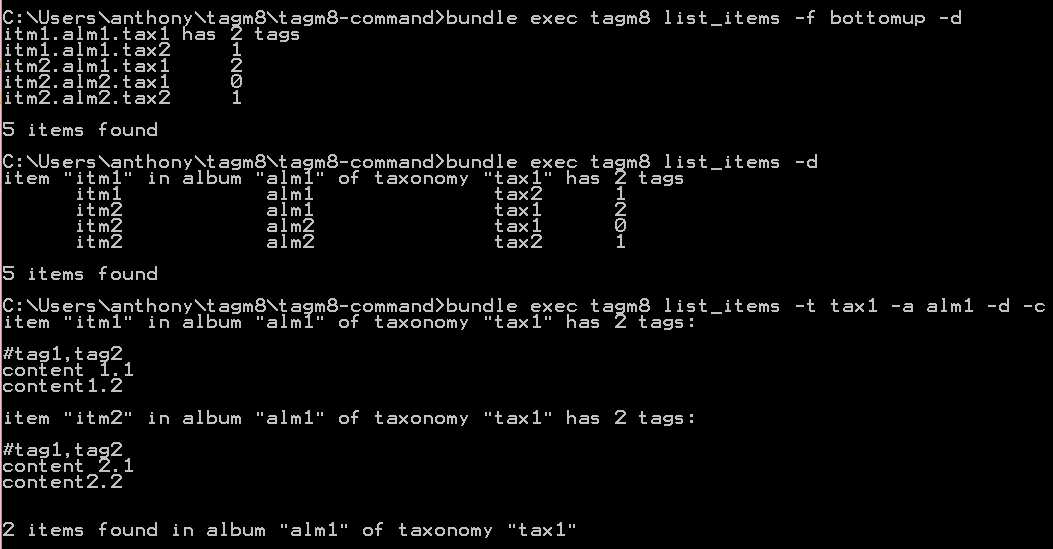 C:\Users\anthony\tagm8\tagm8-command>bundle exec tagm8 list_items -f bottomup -d
itm1.alm1.tax1 has 2 tags
itm1.alm1.tax2      1
itm2.alm1.tax1      2
itm2.alm2.tax1      0
itm2.alm2.tax2      1
5 items found
C:\Users\anthony\tagm8\tagm8-command>bundle exec tagm8 list_items -d
item "itm1" in album "alm1" of taxonomy "tax1" has 2 tags
      itm1            alm1               tax2      1
      itm2            alm1               tax1      2
      itm2            alm2               tax1      0
      itm2            alm2               tax2      1
5 items found
C:\Users\anthony\tagm8\tagm8-command>bundle exec tagm8 list_items -t tax1 -a alm1 -d -c
item "itm1" in album "alm1" of taxonomy "tax1" has 2 tags:
#tag1,tag2
content 1.1
content1.2
item "itm2" in album "alm1" of taxonomy "tax1" has 2 tags:
#tag1,tag2
content 2.1
content2.2
2 items found in album "alm1" of taxonomy "tax1"